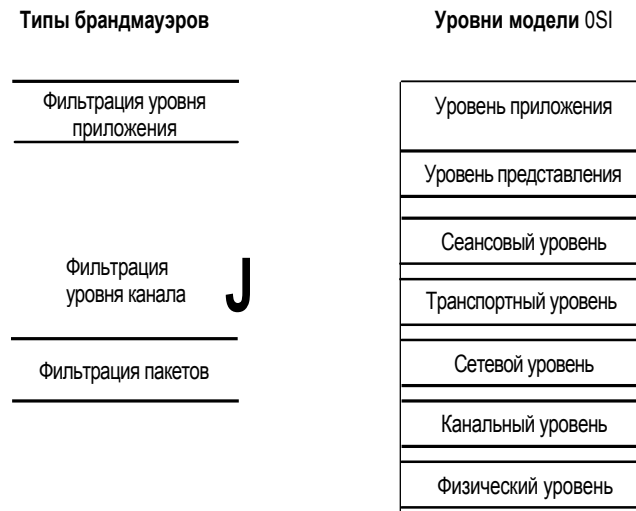 Типы брандмауэров
Фильтрация уровня
приложения
Фильтрация
уровня канала
J
Фильтрация пакетов
Уровни модели 0SI
Уровень приложения
Уровень представления
Сеансовый уровень
Транспортный уровень
Сетевой уровень
Канальный уровень
Физический уровень